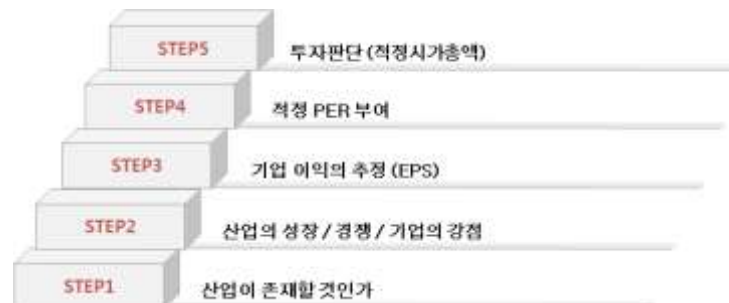 STEP5 투자판단 (적정시가총액)
STEP4 적정 PER 부여
STEP3 기업 이익의 추정 (EPS)
STEP2 산업의 성장 / 경쟁 / 기업의 강점
STEP1 산업이 존재할 것인가